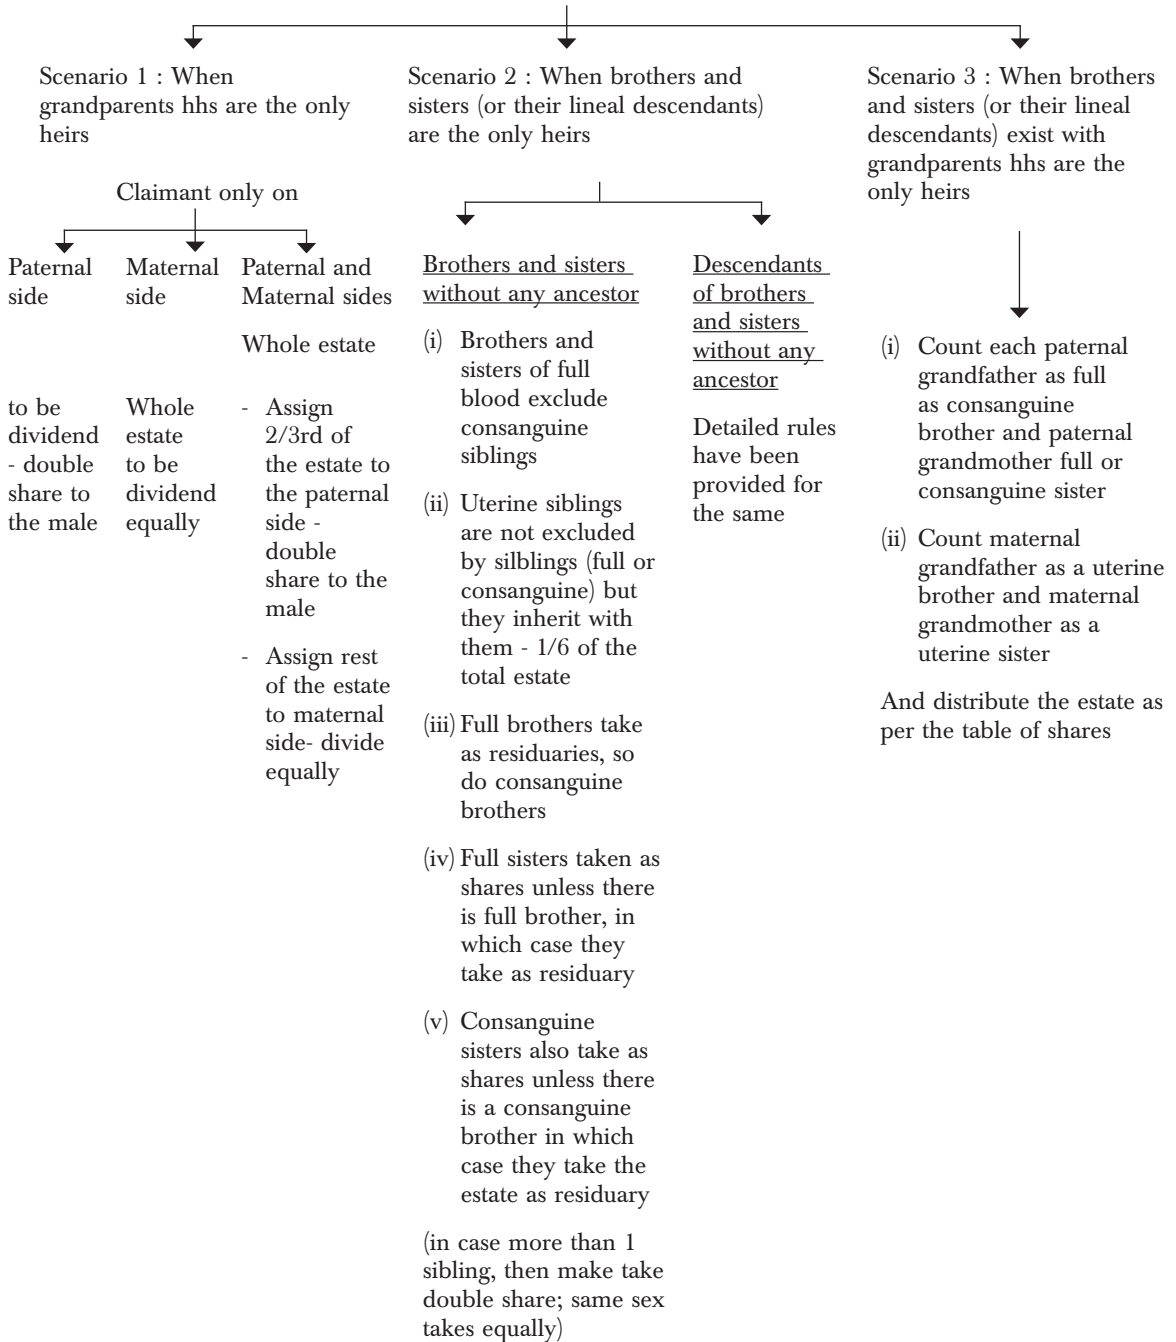 Scenario 1 : When
grandparents hhs are the only
heirs
Claimant only on
Paternal
side
to be
dividend
- double
share to
the male
Maternal
side
Whole
estate
to be
dividend
equally
Paternal and
Maternal sides
Whole estate
- Assign
2/3rd of
the estate to
the paternal
side -
double
share to the
male
- Assign rest
of the estate
to maternal
side- divide
equally
Scenario 2 : When brothers and
sisters (or their lineal descendants)
are the only heirs
Brothers and sisters
without any ancestor
(i) Brothers and
sisters of full
blood exclude
consanguine
siblings
(ii) Uterine siblings
are not excluded
by silblings (full or
consanguine) but
they inherit with
them - 1/6 of the
total estate
(iii) Full brothers take
as residuaries, so
do consanguine
brothers
(iv) Full sisters taken as
shares unless there
is full brother, in
which case they
take as residuary
(v) Consanguine
sisters also take as
shares unless there
is a consanguine
brother in which
case they take the
estate as residuary
(in case more than 1
sibling, then make take
double share; same sex
takes equally)
Descendants
of brothers
and sisters
without any
ancestor
Detailed rules
have been
provided for
the same
Scenario 3 : When brothers
and sisters (or their lineal
descendants) exist with
grandparents hhs are the
only heirs
(i) Count each paternal
grandfather as full
as consanguine
brother and paternal
grandmother full or
consanguine sister
(ii) Count maternal
grandfather as a uterine
brother and maternal
grandmother as a
uterine sister
And distribute the estate as
per the table of shares